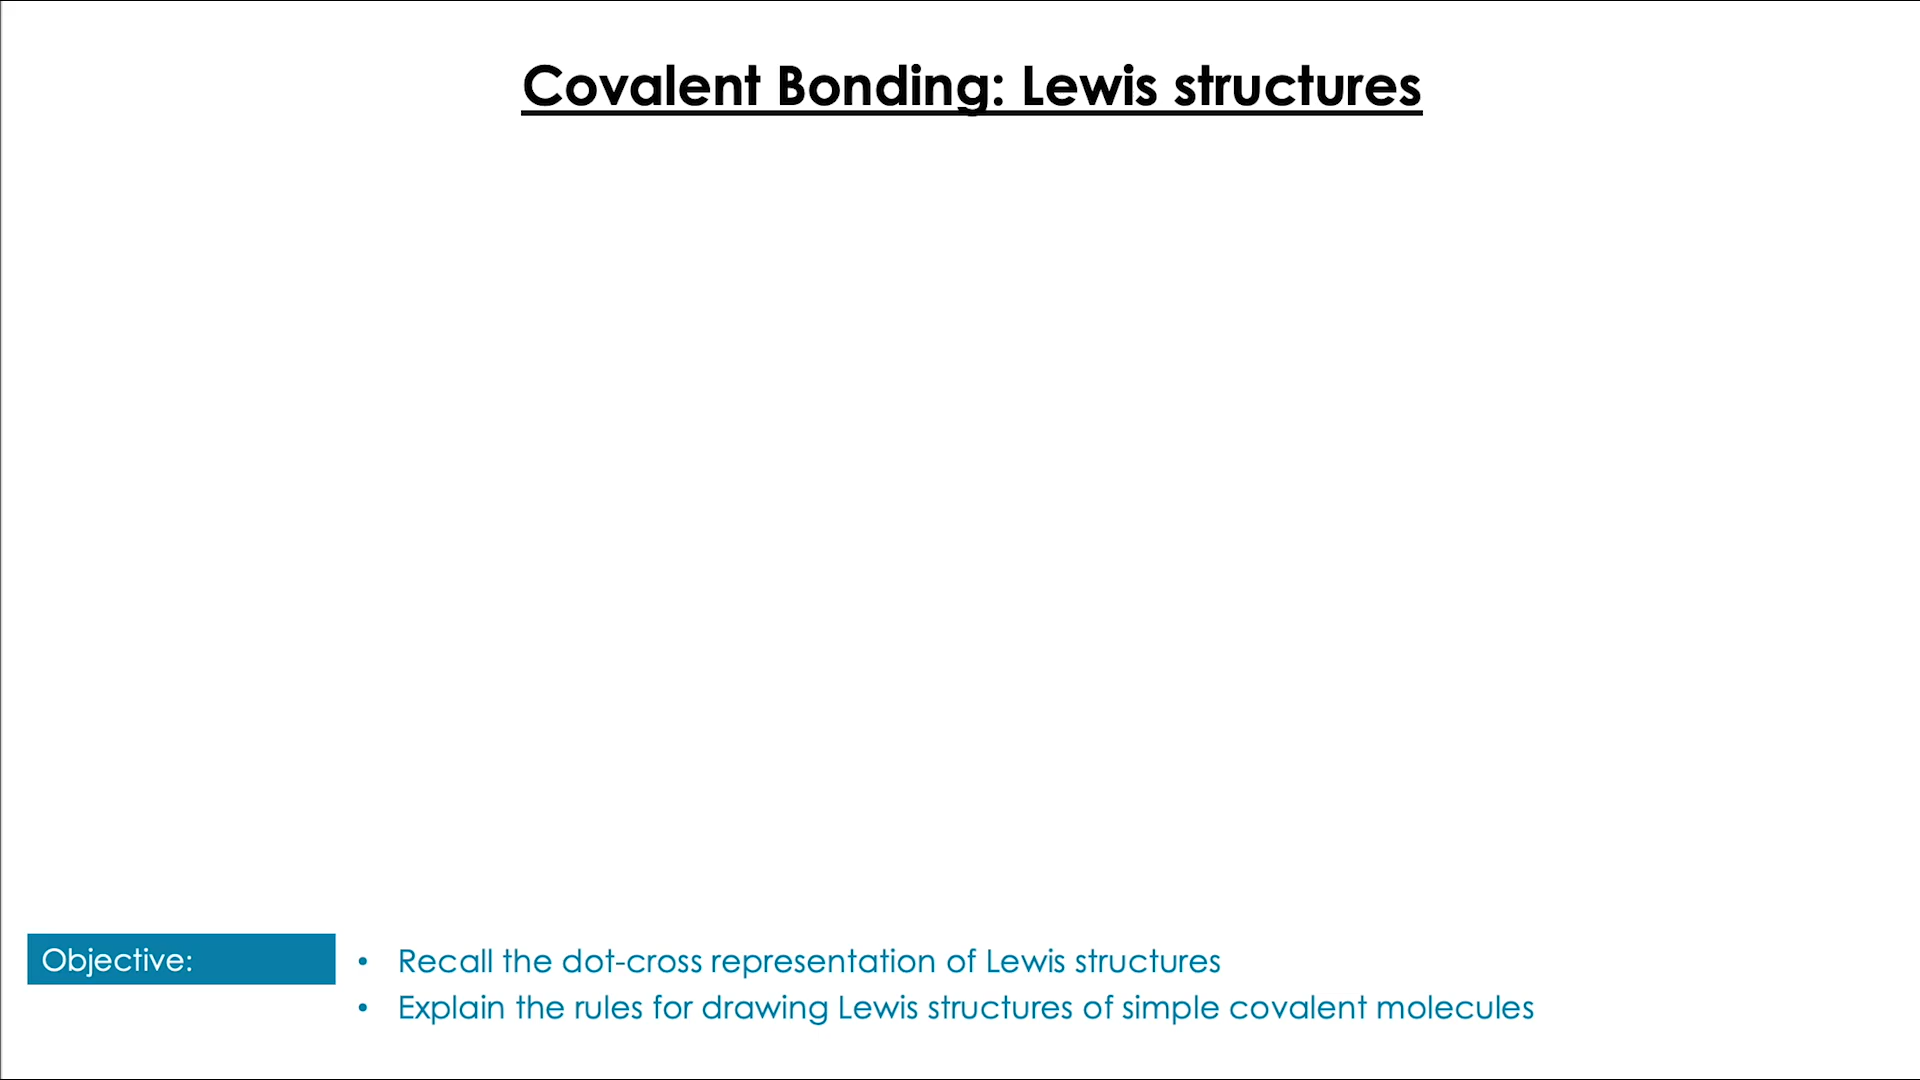 Covalent Bonding: Lewis structures
Objective:
• Recall the dot-cross representation of Lewis structures
• Explain the rules for drawing Lewis structures of simple covalent molecules